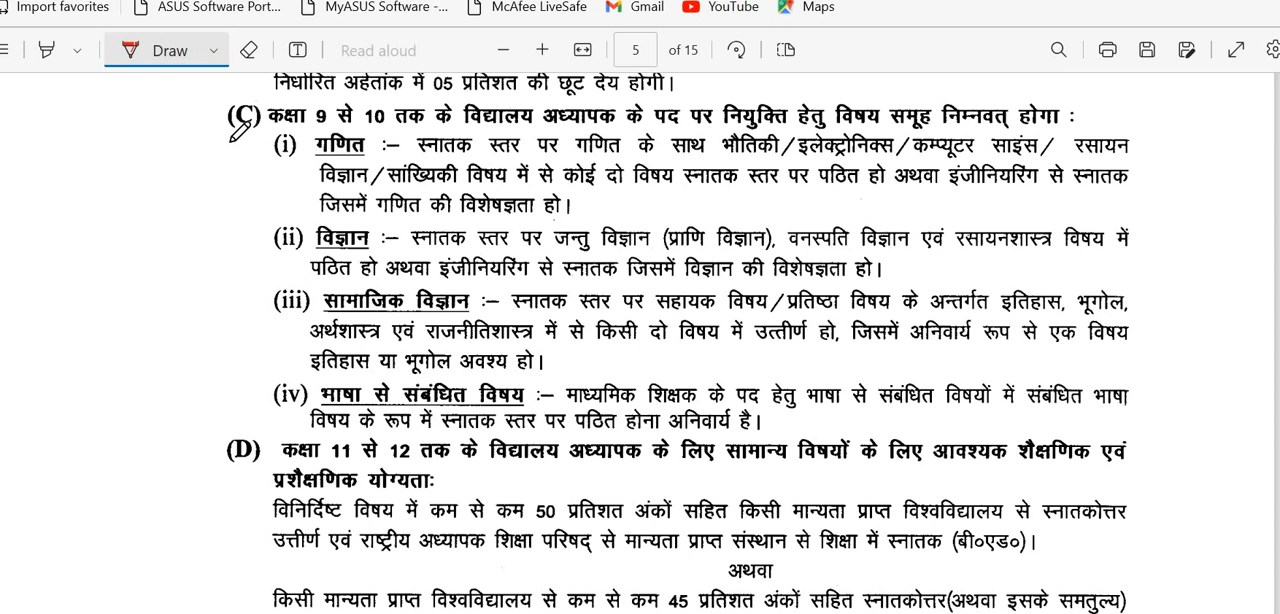 Import favorites ASUS Software Port... MyASUS Software -... McAfee LiveSafe Gmail YouTube Maps
Draw Read aloud 5 of 15
निर्धारित अर्हतांक में 05 प्रतिशत की छूट देय होगी।
(C) कक्षा 9 से 10 तक के विद्यालय अध्यापक के पद पर नियुक्ति हेतु विषय समूह निम्नवत् होगा :
(i) गणित :– स्नातक स्तर पर गणित के साथ भौतिकी/इलेक्ट्रोनिक्स/कम्प्यूटर साइंस/ रसायन
विज्ञान/सांख्यिकी विषय में से कोई दो विषय स्नातक स्तर पर पठित हो अथवा इंजीनियरिंग से स्नातक
जिसमें गणित की विशेषज्ञता हो।
(ii) विज्ञान :– स्नातक स्तर पर जन्तु विज्ञान (प्राणि विज्ञान), वनस्पति विज्ञान एवं रसायनशास्त्र विषय में
पठित हो अथवा इंजीनियरिंग से स्नातक जिसमें विज्ञान की विशेषज्ञता हो।
(iii) सामाजिक विज्ञान :– स्नातक स्तर पर सहायक विषय/प्रतिष्ठा विषय के अन्तर्गत इतिहास, भूगोल,
अर्थशास्त्र एवं राजनीतिशास्त्र में से किसी दो विषय में उत्तीर्ण हो, जिसमें अनिवार्य रूप से एक विषय
इतिहास या भूगोल अवश्य हो।
(iv) भाषा से संबंधित विषय :– माध्यमिक शिक्षक के पद हेतु भाषा से संबंधित विषयों में संबंधित भाषा
विषय के रूप में स्नातक स्तर पर पठित होना अनिवार्य है।
(D) कक्षा 11 से 12 तक के विद्यालय अध्यापक के लिए सामान्य विषयों के लिए आवश्यक शैक्षणिक एवं
प्रशैक्षणिक योग्यताः
विनिर्दिष्ट विषय में कम से कम 50 प्रतिशत अंकों सहित किसी मान्यता प्राप्त विश्वविद्यालय से स्नातकोत्तर
उत्तीर्ण एवं राष्ट्रीय अध्यापक शिक्षा परिषद् से मान्यता प्राप्त संस्थान से शिक्षा में स्नातक (बी०एड०)।
अथवा
किसी मान्यता प्राप्त विश्वविद्यालय से कम से कम 45 प्रतिशत अंकों सहित स्नातकोत्तर(अथवा इसके समतुल्य)